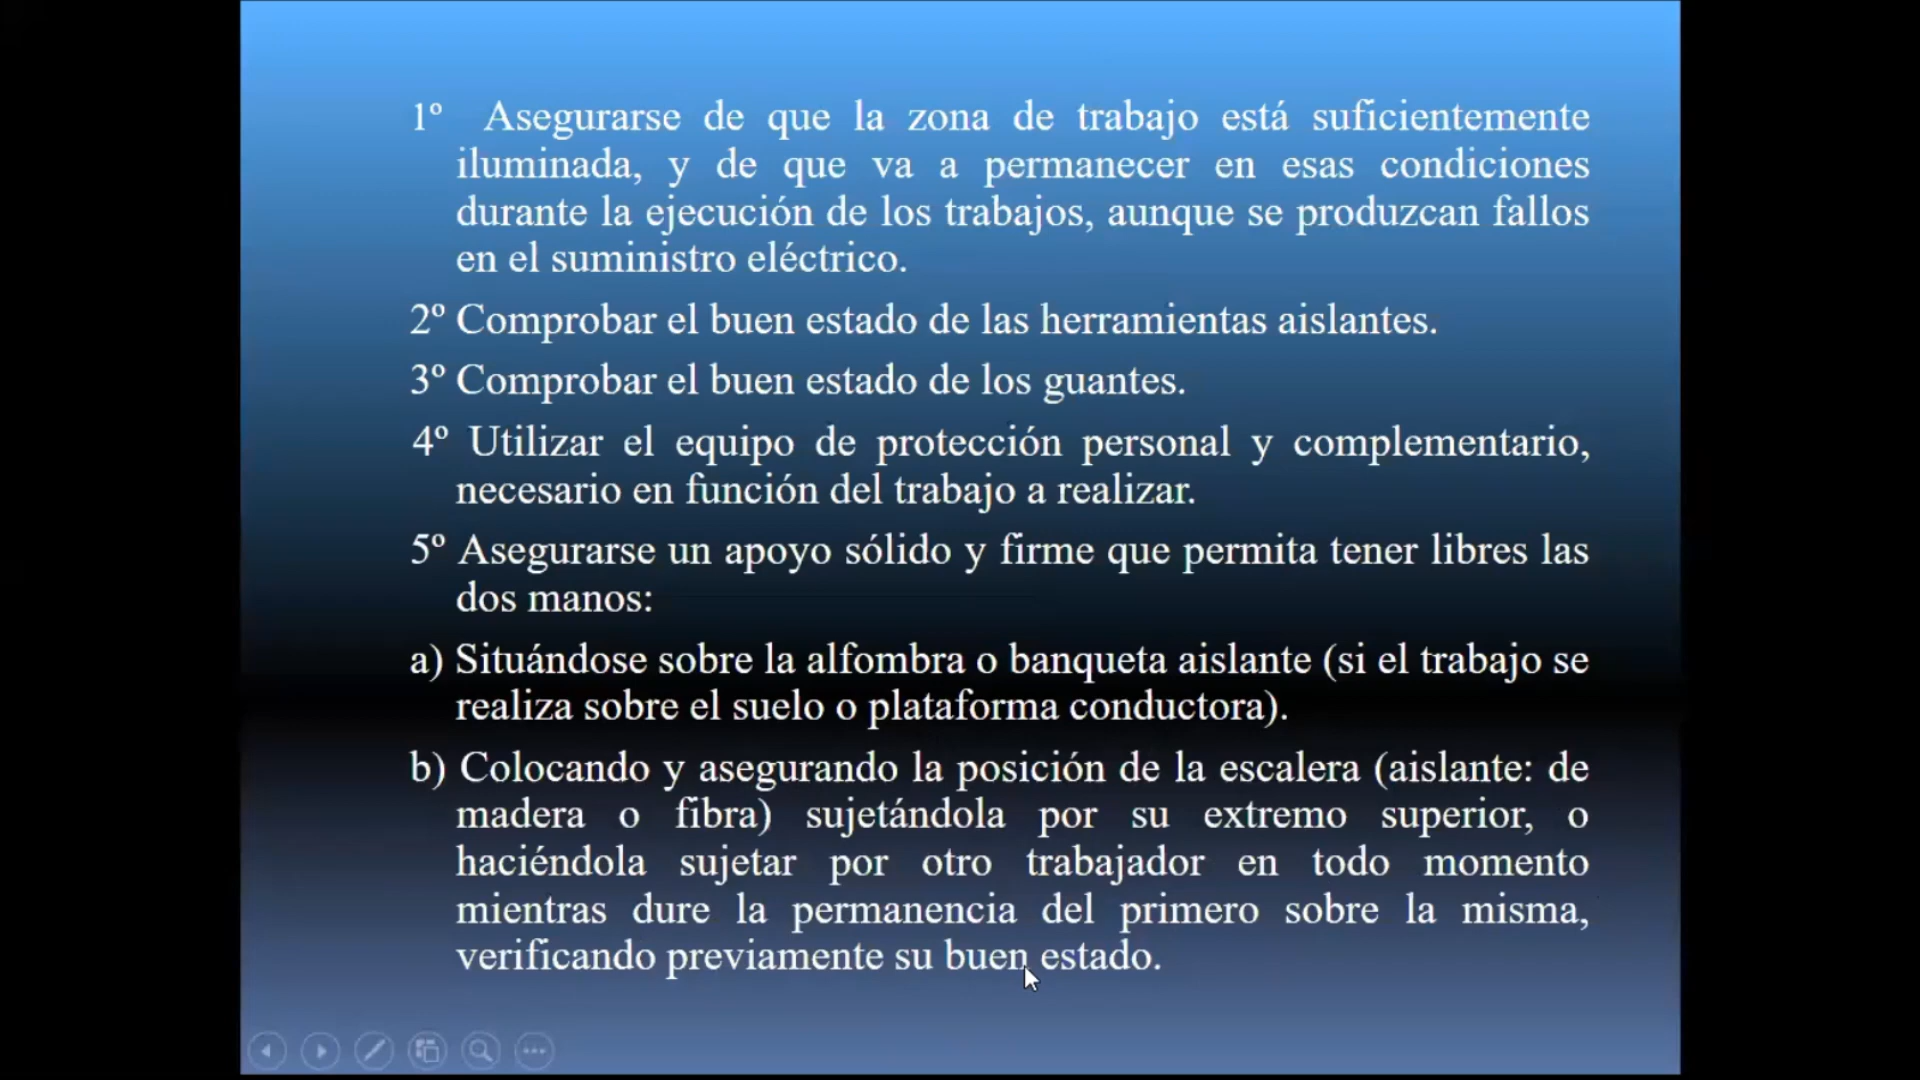 1º Asegurarse de que la zona de trabajo está suficientemente
iluminada, y de que va a permanecer en esas condiciones
durante la ejecución de los trabajos, aunque se produzcan fallos
en el suministro eléctrico.
2º Comprobar el buen estado de las herramientas aislantes.
3º Comprobar el buen estado de los guantes.
4º Utilizar el equipo de protección personal y complementario,
necesario en función del trabajo a realizar.
5º Asegurarse un apoyo sólido y firme que permita tener libres las
dos manos:
a) Situándose sobre la alfombra o banqueta aislante (si el trabajo se
realiza sobre el suelo o plataforma conductora).
b) Colocando y asegurando la posición de la escalera (aislante: de
madera o fibra) sujetándola por su extremo superior, o
haciéndola sujetar por otro trabajador en todo momento
mientras dure la permanencia del primero sobre la misma,
verificando previamente su buen estado.